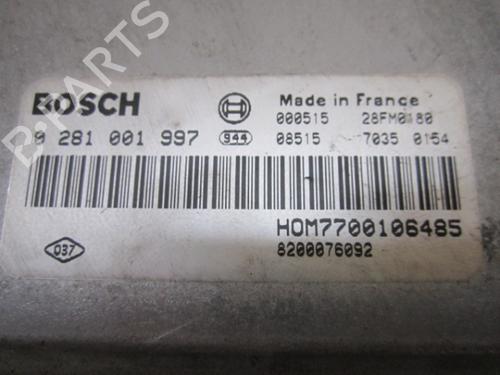 BOSCH
Made in France
000515 28FM0180
0 281 001 997 944 08515 7035 0154
HOM7700106485
037 8200076092
B PARTS